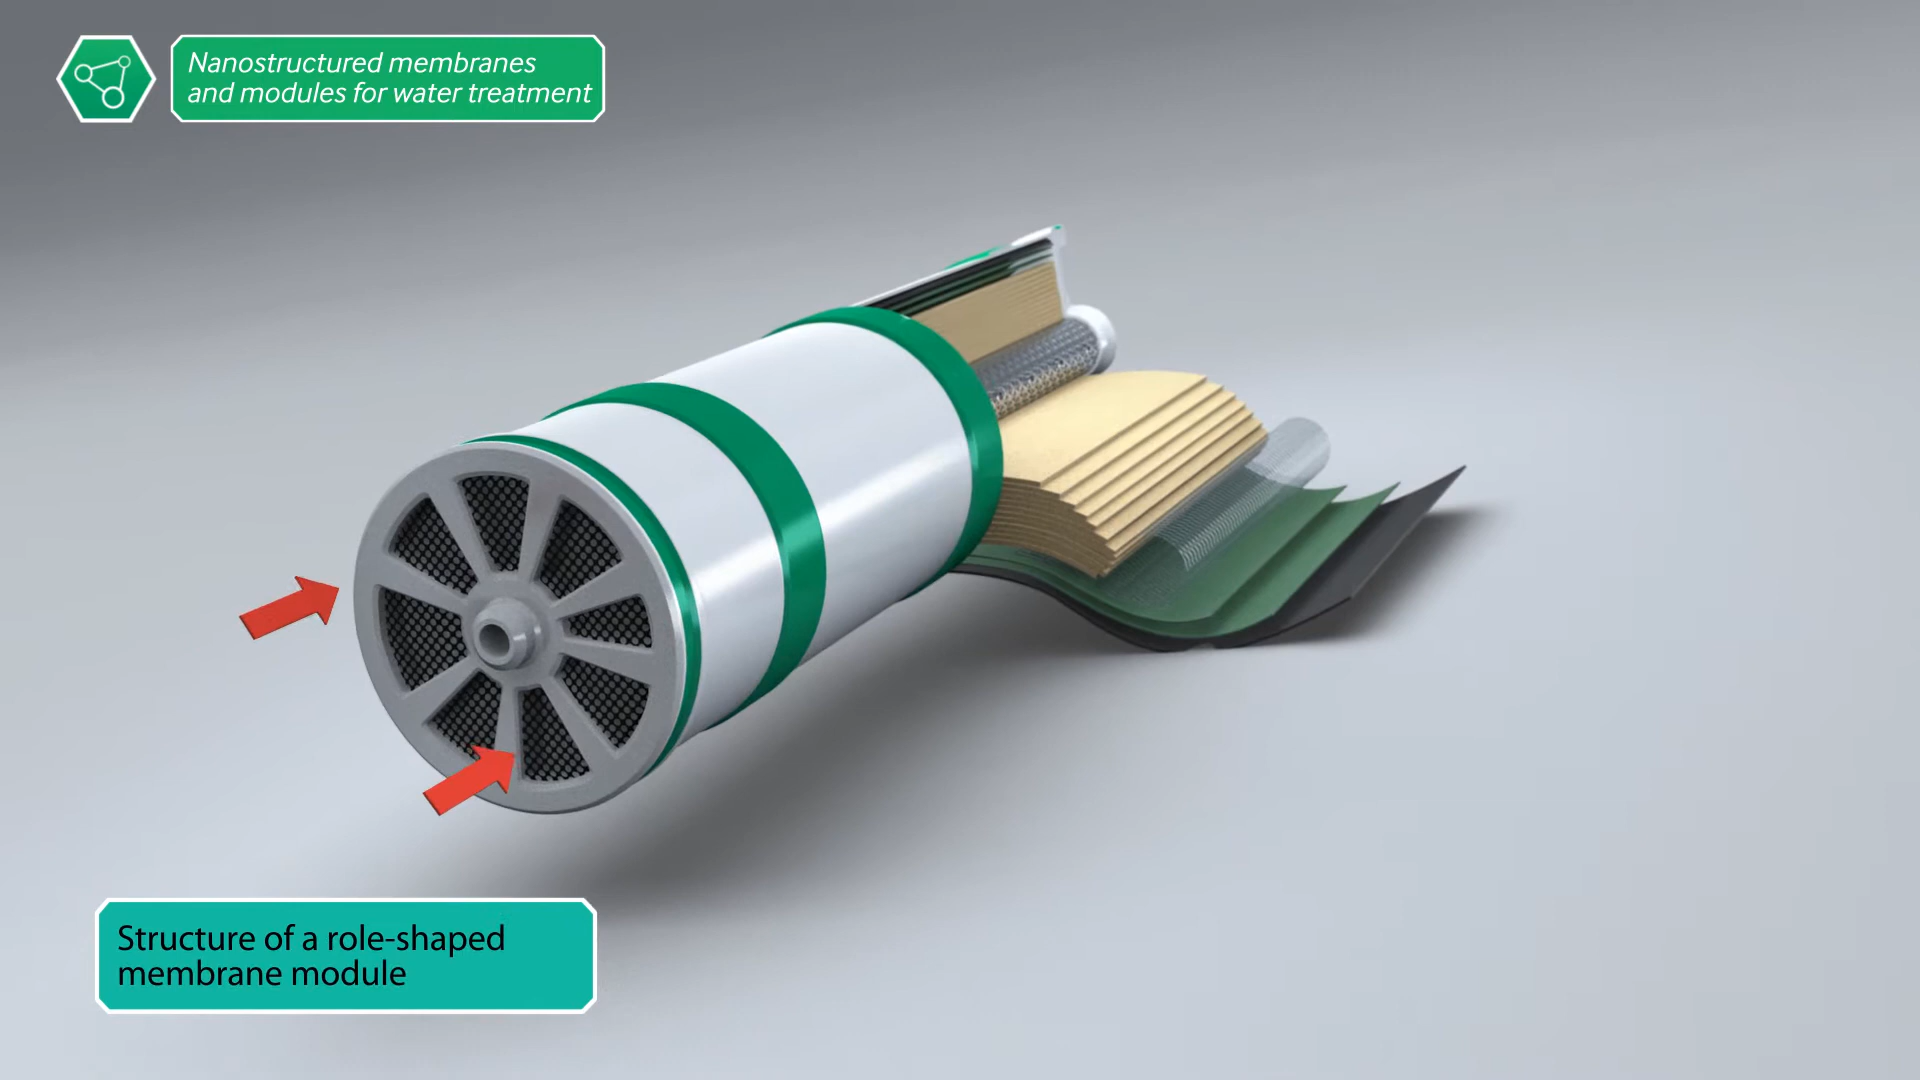 Nanostructured membranes
and modules for water treatment
Structure of a role-shaped
membrane module